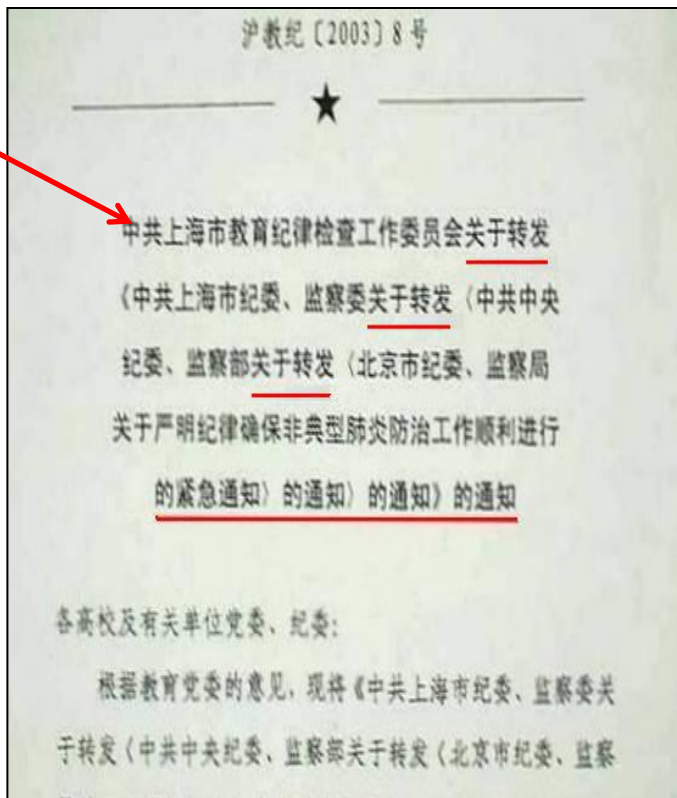 沪教纪〔2003〕8号
中共上海市教育纪律检查工作委员会关于转发
《中共上海市纪委、监察委关于转发〈中共中央
纪委、监察部关于转发〈北京市纪委、监察局
关于严明纪律确保非典型肺炎防治工作顺利进行
的紧急通知〉的通知〉的通知》的通知
各高校及有关单位党委、纪委:
根据教育党委的意见,现将《中共上海市纪委、监察委关
于转发〈中共中央纪委、监察部关于转发〈北京市纪委、监察